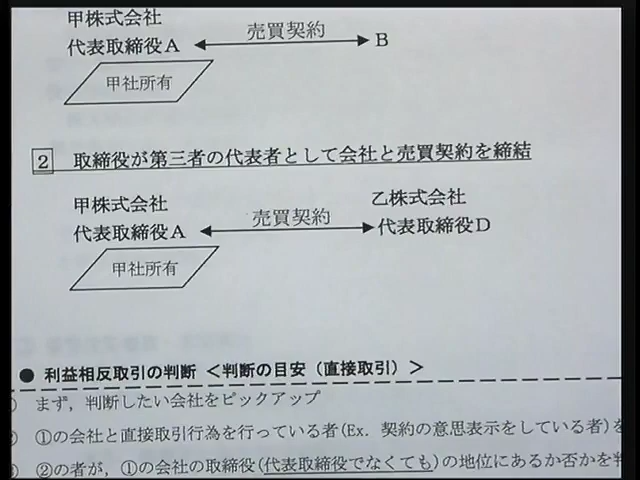 甲株式会社
代表取締役A
売買契約
B
甲社所有
2 取締役が第三者の代表者として会社と売買契約を締結
甲株式会社
乙株式会社
代表取締役A
売買契約
代表取締役D
甲社所有
● 利益相反取引の判断 <判断の目安(直接取引)>
まず,判断したい会社をピックアップ
①の会社と直接取引行為を行っている者(Ex. 契約の意思表示をしている者)を
②の者が,①の会社の取締役(代表取締役でなくても)の地位にあるか否かを判